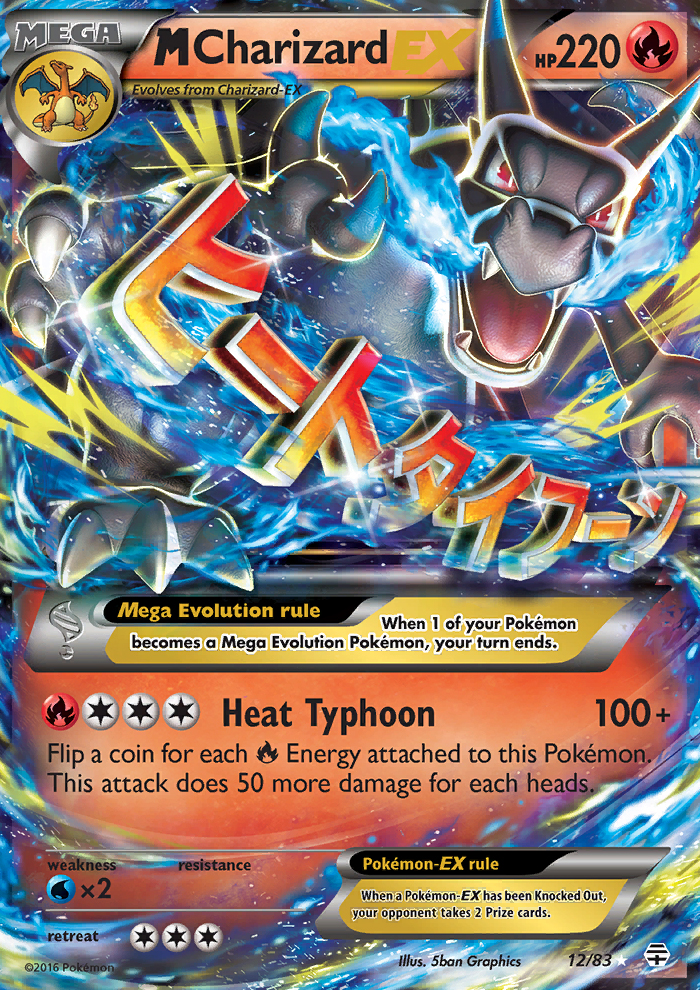 MEGA
MCharizardEX
HP220
Evolves from Charizard-EX
ヒートタイフーン
Mega Evolution rule
When 1 of your Pokémon
becomes a Mega Evolution Pokémon, your turn ends.
Heat Typhoon 100+
Flip a coin for each Energy attached to this Pokémon.
This attack does 50 more damage for each heads.
weakness resistance
×2
Pokémon-EX rule
When a Pokémon-EX has been Knocked Out,
your opponent takes 2 Prize cards.
retreat
©2016 Pokémon
Illus. 5ban Graphics
12/83